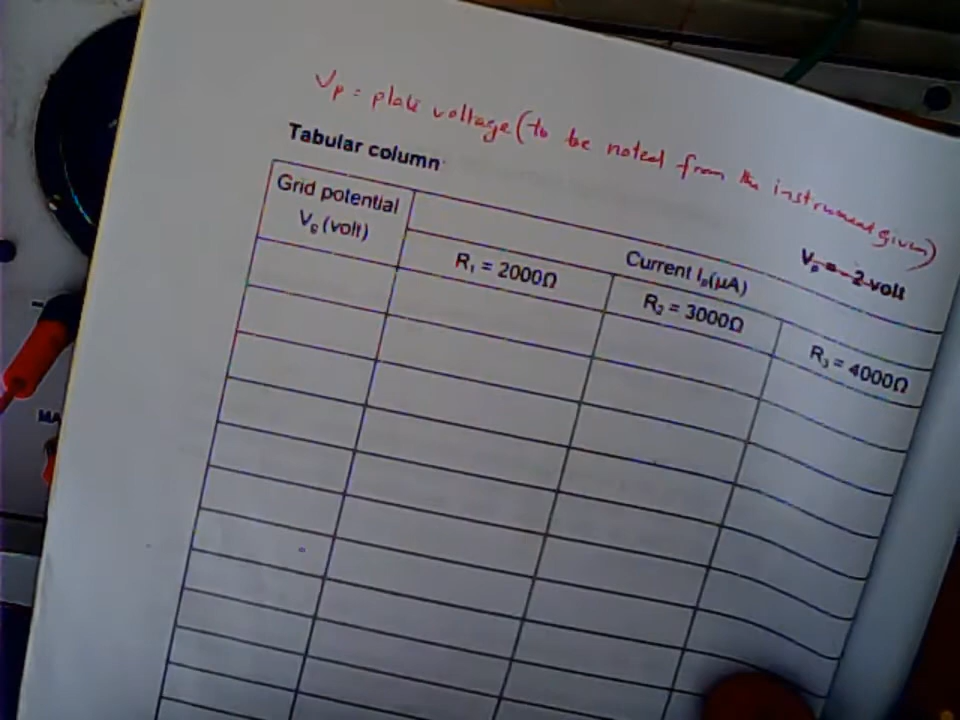 Vp = plate voltage (to be noted from the instrument given)
Tabular column
Grid potential
Vg (volt)
Current Ip(μA)
Vp = -2 volt
R1 = 2000Ω
R2 = 3000Ω
R3 = 4000Ω
MA